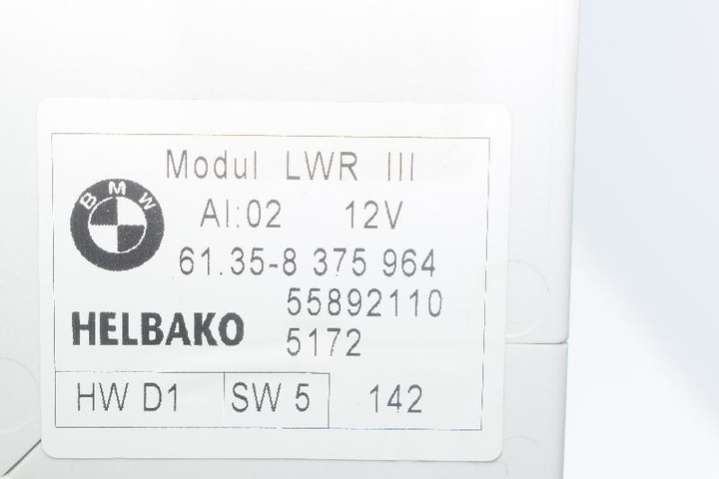 Modul LWR III
BMW
AI:02 12V
61.35-8 375 964
55892110
HELBAKO
5172
HW D1 SW 5 142